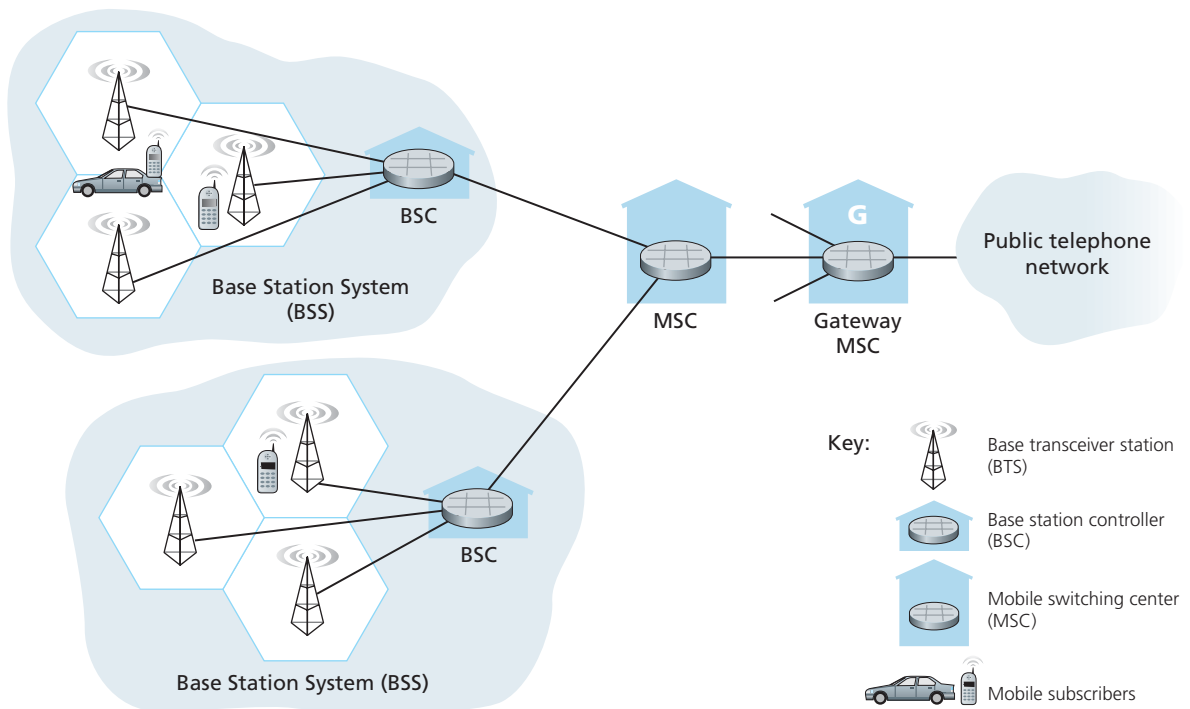 BSC
Base Station System
(BSS)
MSC
G
Gateway
MSC
Public telephone
network
BSC
Base Station System (BSS)
Key:
Base transceiver station
(BTS)
Base station controller
(BSC)
Mobile switching center
(MSC)
Mobile subscribers